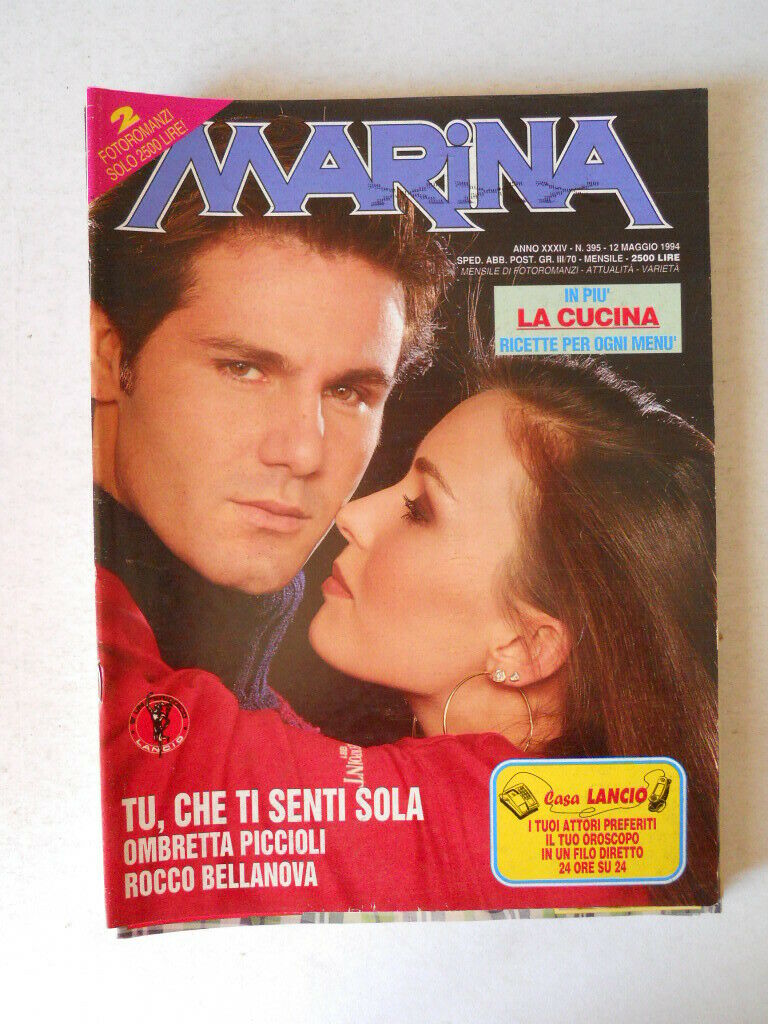 2
FOTOROMANZI
SOLO 2500 LIRE!
MARiNA
ANNO XXXIV - N. 395 - 12 MAGGIO 1994
SPED. ABB. POST. GR. III/70 - MENSILE - 2500 LIRE
MENSILE DI FOTOROMANZI - ATTUALITÀ - VARIETÀ
IN PIU'
LA CUCINA
RICETTE PER OGNI MENU'
LANCIO
TU, CHE TI SENTI SOLA
OMBRETTA PICCIOLI
ROCCO BELLANOVA
Casa LANCIO
I TUOI ATTORI PREFERITI
IL TUO OROSCOPO
IN UN FILO DIRETTO
24 ORE SU 24